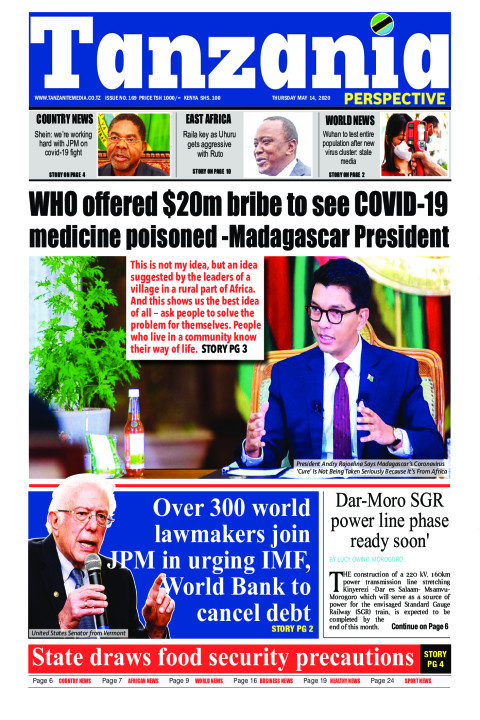 Tanzania
WWW.TANZANITEMEDIA.CO.TZ ISSUE NO. 169 PRICE TSH 1000/= KENYA SHS. 100
THURSDAY MAY 14, 2020
PERSPECTIVE
COUNTRY NEWS
Shein: we're working
hard with JPM on
covid-19 fight
STORY ON PAGE 4
EAST AFRICA
Raila key as Uhuru
gets aggressive
with Ruto
STORY ON PAGE 10
WORLD NEWS
Wuhan to test entire
population after new
virus cluster: state
media
STORY ON PAGE 2
WHO offered $20m bribe to see COVID-19
medicine poisoned -Madagascar President
This is not my idea, but an idea
suggested by the leaders of a
village in a rural part of Africa.
And this shows us the best idea
of all – ask people to solve the
problem for themselves. People
who live in a community know
their way of life. STORY PG 3
President Andry Rajoelina Says Madagascar's Coronavirus
'Cure' Is Not Being Taken Seriously Because It's From Africa
Over 300 world
lawmakers join
JPM in urging IMF,
World Bank to
cancel debt
STORY PG 2
United States Senator from Vermont
Dar-Moro SGR
power line phase
ready soon'
BY LUCY OMINO, MOROGORO
THE construction of a 220 kV, 160km
power transmission line stretching
Kinyerezi -Dar es Salaam- Msamvu-
Morogoro which will serve as a source of
power for the envisaged Standard Gauge
Railway (SGR) train, is expected to be
completed by the
end of this month. Continue on Page 6
State draws food security precautions
STORY
PG 4
Page 6 COUNTRY NEWS Page 7 AFRICAN NEWS Page 9 WORLD NEWS Page 16 BUSINESS NEWS Page 19 HEALTHY NEWS Page 24 SPORT NEWS